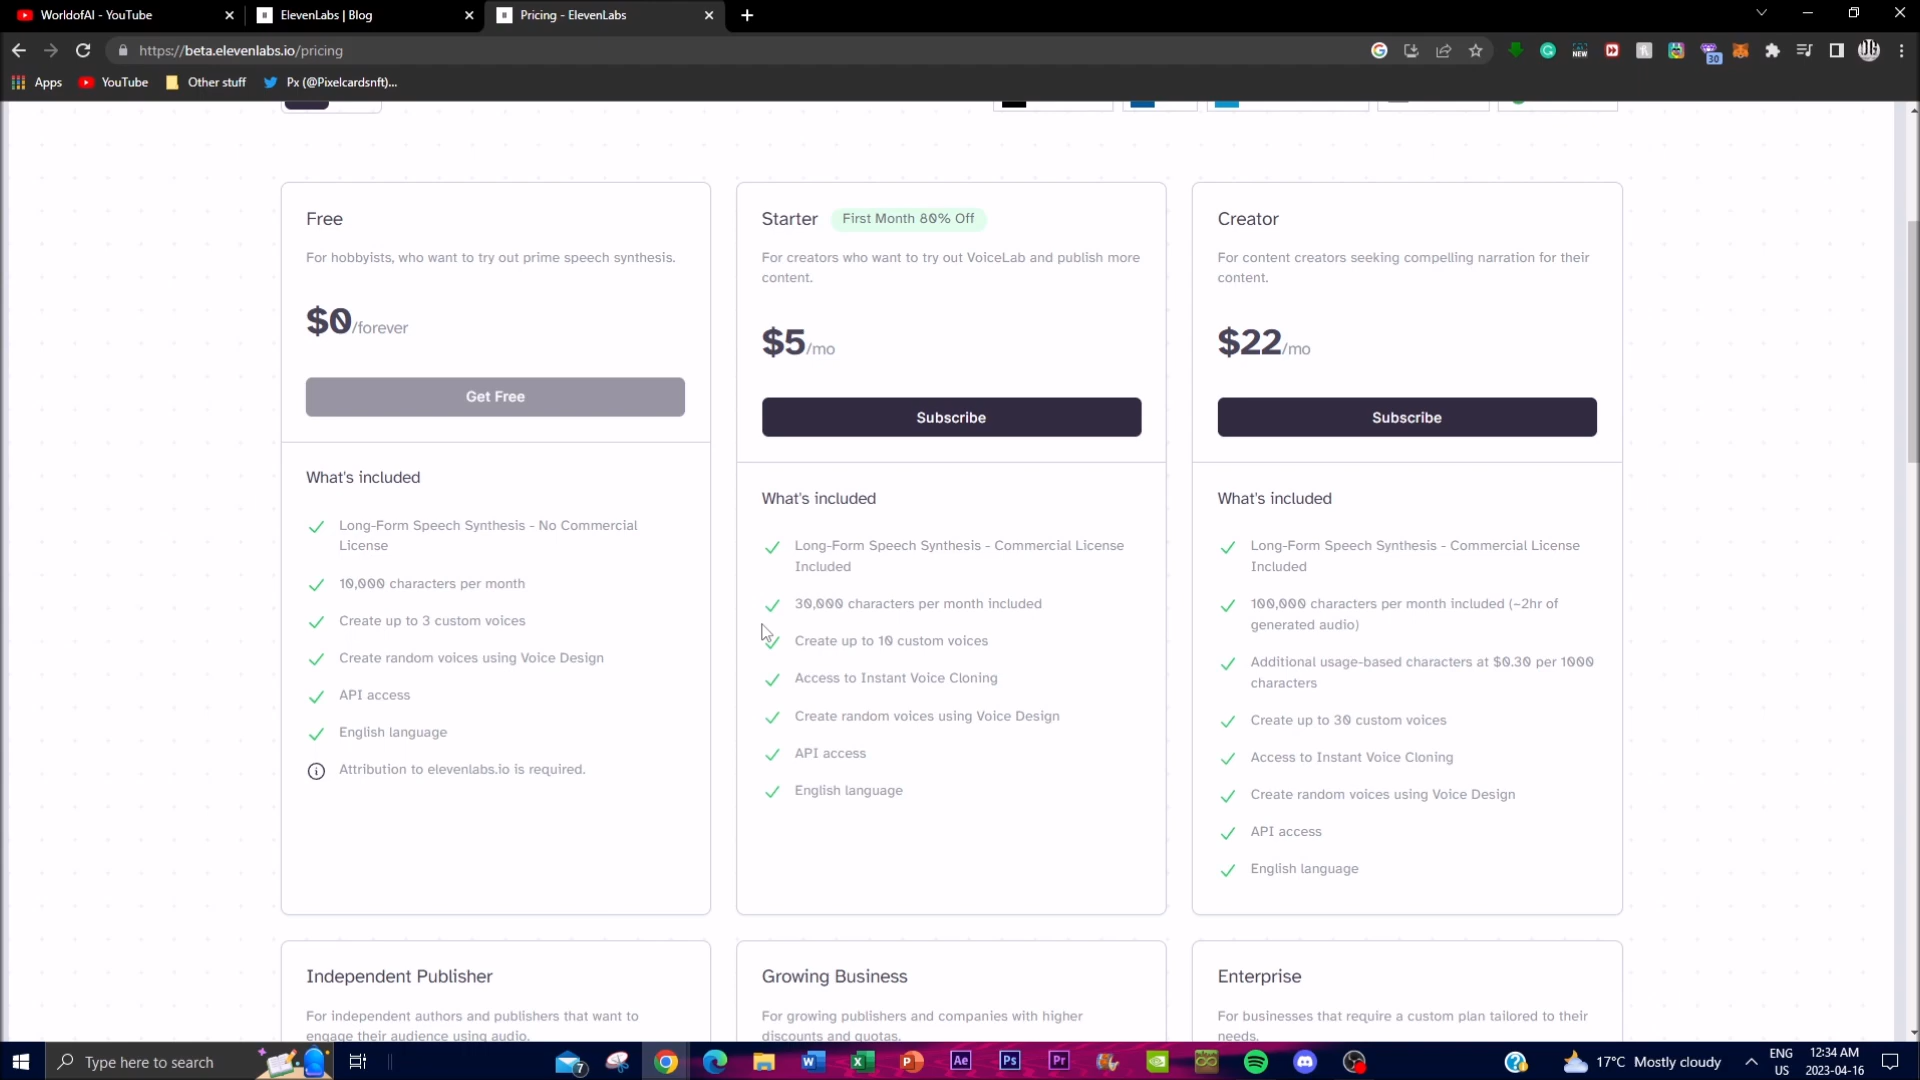 WorldofAI - YouTube
ElevenLabs | Blog
Pricing - ElevenLabs
https://beta.elevenlabs.io/pricing
NEW
30
Apps
YouTube
Other stuff
Px (@Pixelcardsnft)...
Free
For hobbyists, who want to try out prime speech synthesis.
$0/forever
Get Free
What's included
Long-Form Speech Synthesis - No Commercial
License
10,000 characters per month
Create up to 3 custom voices
Create random voices using Voice Design
API access
English language
Attribution to elevenlabs.io is required.
Starter First Month 80% Off
For creators who want to try out VoiceLab and publish more
content.
$5/mo
Subscribe
What's included
Long-Form Speech Synthesis - Commercial License
Included
30,000 characters per month included
Create up to 10 custom voices
Access to Instant Voice Cloning
Create random voices using Voice Design
API access
English language
Creator
For content creators seeking compelling narration for their
content.
$22/mo
Subscribe
What's included
Long-Form Speech Synthesis - Commercial License
Included
100,000 characters per month included (~2hr of
generated audio)
Additional usage-based characters at $0.30 per 1000
characters
Create up to 30 custom voices
Access to Instant Voice Cloning
Create random voices using Voice Design
API access
English language
Independent Publisher
For independent authors and publishers that want to
engage their audience using audio.
Growing Business
For growing publishers and companies with higher
discounts and quotas.
Enterprise
For businesses that require a custom plan tailored to their
needs.
Type here to search
7
Ae
Ps
Pr
17°C Mostly cloudy
ENG
US
12:34 AM
2023-04-16